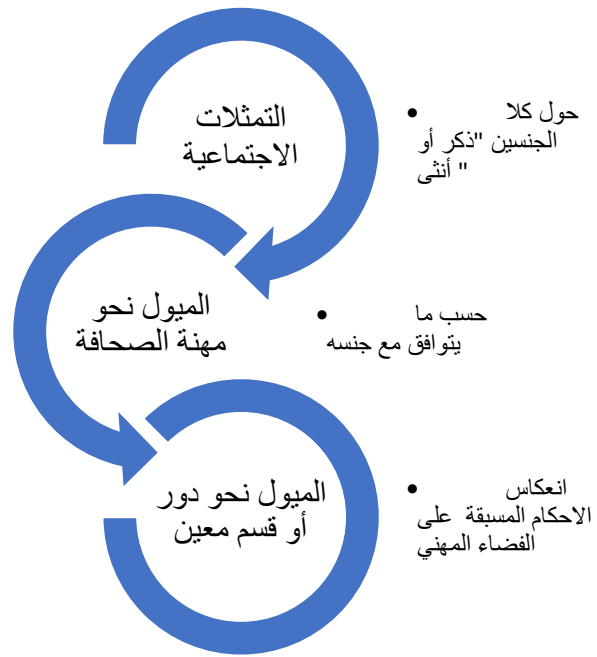 التمثلات
الاجتماعية
حول كلا
الجنسين "ذكر أو
أنثى "
الميول نحو
مهنة الصحافة
حسب ما
يتوافق مع جنسه
الميول نحو دور
أو قسم معين
انعكاس
الاحكام المسبقة على
الفضاء المهني